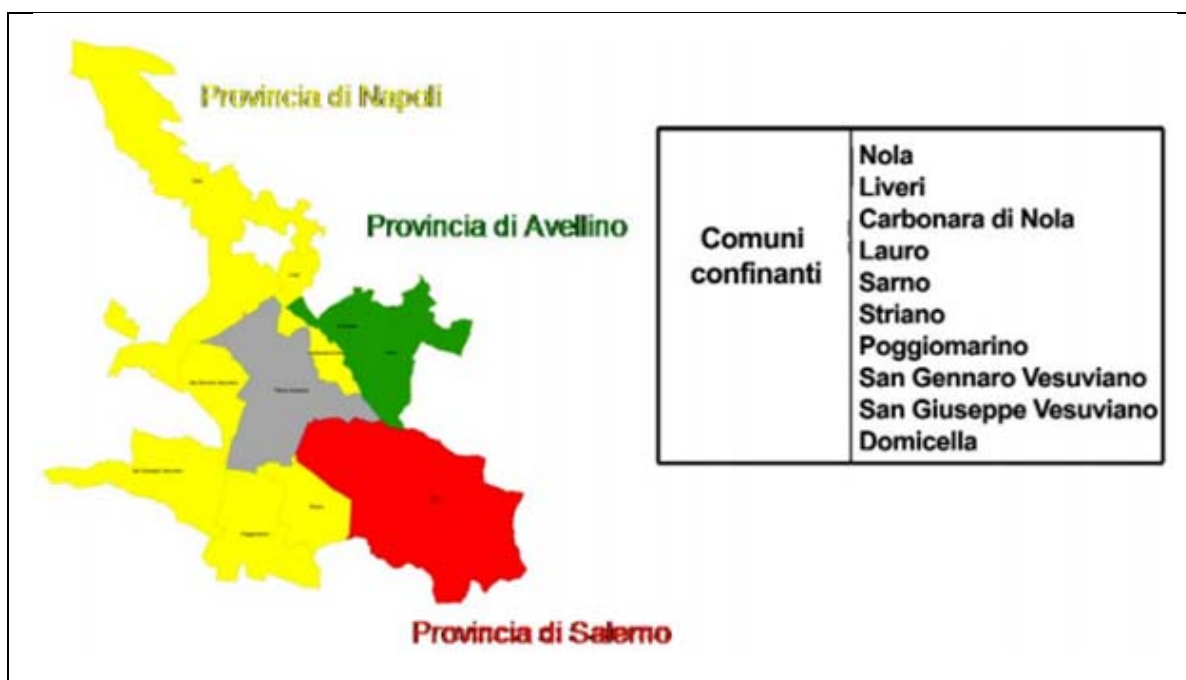 Provincia di Napoli
Provincia di Avellino
Provincia di Salerno
Comuni
confinanti
Nola
Liveri
Carbonara di Nola
Lauro
Sarno
Striano
Poggiomarino
San Gennaro Vesuviano
San Giuseppe Vesuviano
Domicella